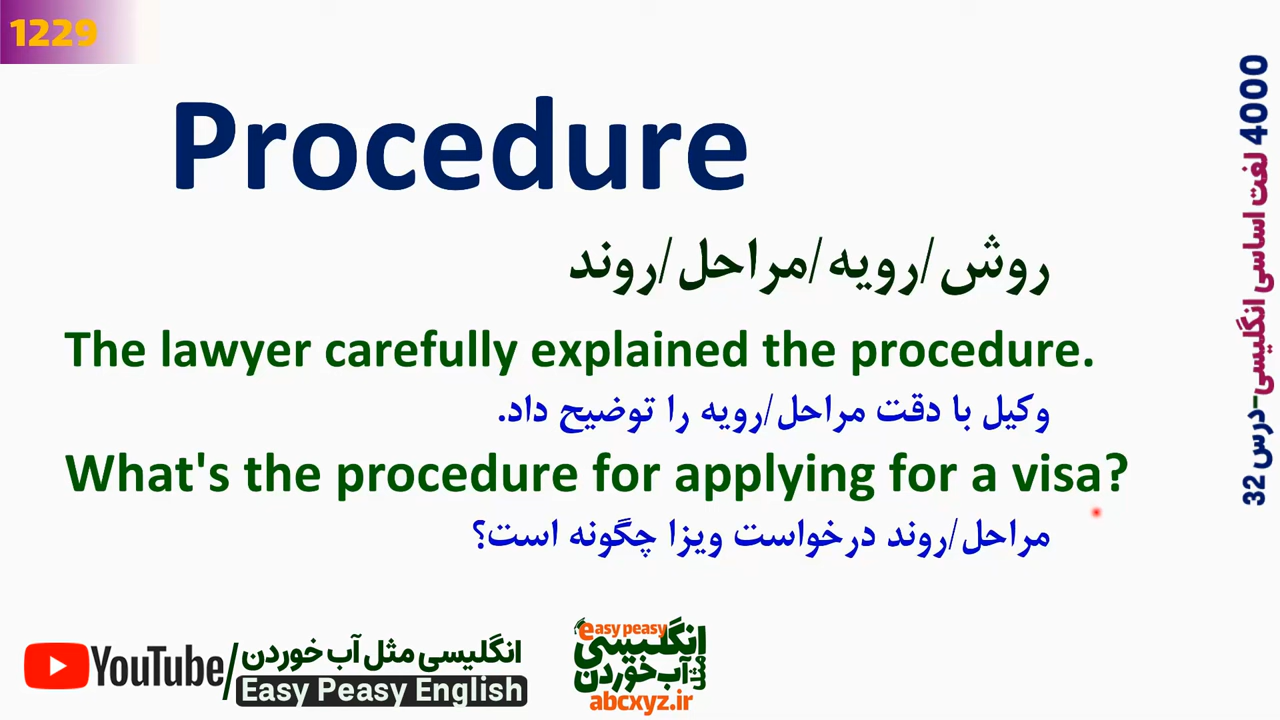 1229
Procedure
روش/رویه/مراحل/روند
The lawyer carefully explained the procedure.
وکیل با دقت مراحل/رویه را توضیح داد.
What's the procedure for applying for a visa?
مراحل/روند درخواست ویزا چگونه است؟
4000 لغت اساسی انگلیسی-درس 32
YouTube/انگلیسی مثل آب خوردن
Easy Peasy English
easy peasy
انگلیسی
مثل آب خوردن
abcxyz.ir